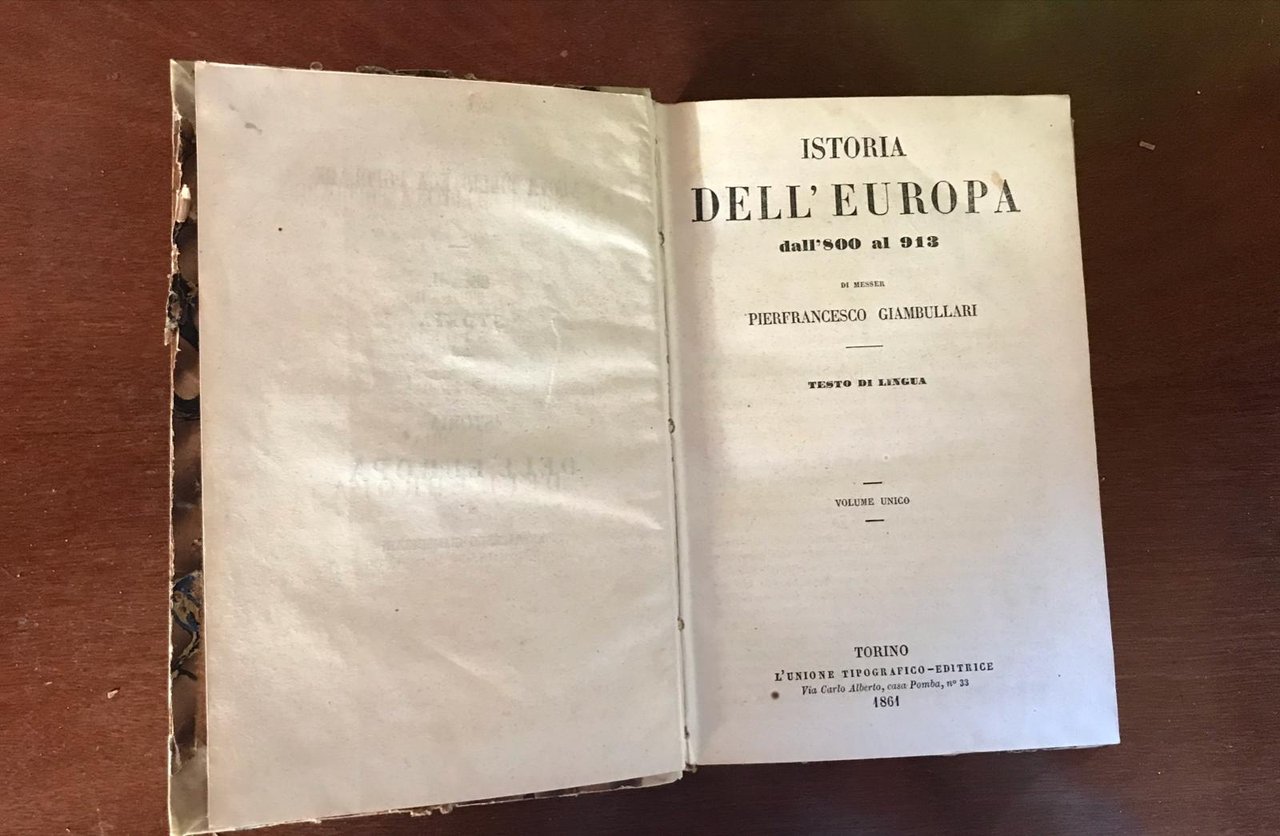 ISTORIA
DELL' EUROPA
dall'800 al 913
DI MESSER
PIERFRANCESCO GIAMBULLARI
TESTO DI LINGUA
VOLUME UNICO
TORINO
L'UNIONE TIPOGRAFICO-EDITRICE
Via Carlo Alberto, casa Pomba, nº 33
1861